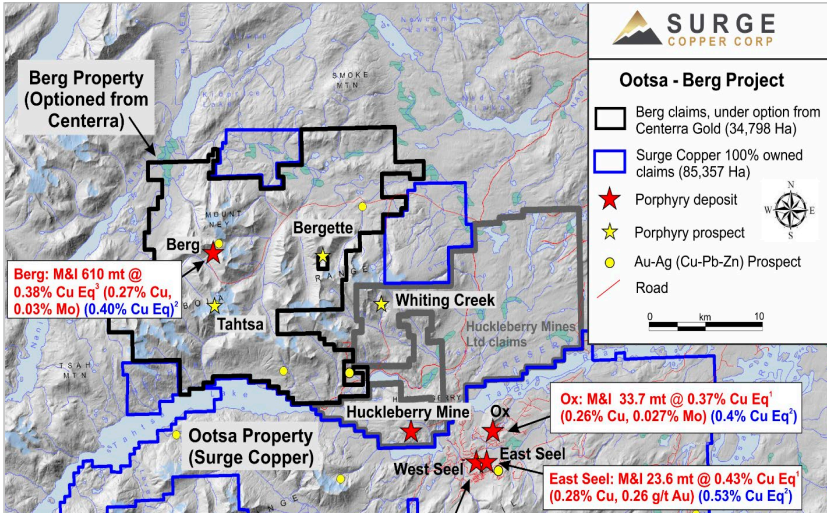 SURGE
COPPER CORP
Ootsa - Berg Project
Berg claims, under option from
Centerra Gold (34,798 Ha)
Surge Copper 100% owned
claims (85,357 Ha)
Porphyry deposit
Porphyry prospect
Au-Ag (Cu-Pb-Zn) Prospect
Road
N
W
E
S
0 km 10
Berg Property
(Optioned from
Centerra)
SMOKE
MTN
MOUNT
NEY
Berg
Bergette
RANGE
Berg: M&I 610 mt @
0.38% Cu Eq³ (0.27% Cu,
0.03% Mo) (0.40% Cu Eq)²
Tahtsa
Whiting Creek
Huckleberry Mines
Ltd claims
TSAH
MTN
Huckleberry Mine
Ox
Ox: M&I 33.7 mt @ 0.37% Cu Eq¹
(0.26% Cu, 0.027% Mo) (0.4% Cu Eq²)
Ootsa Property
(Surge Copper)
West Seel
East Seel
East Seel: M&I 23.6 mt @ 0.43% Cu Eq¹
(0.28% Cu, 0.26 g/t Au) (0.53% Cu Eq²)